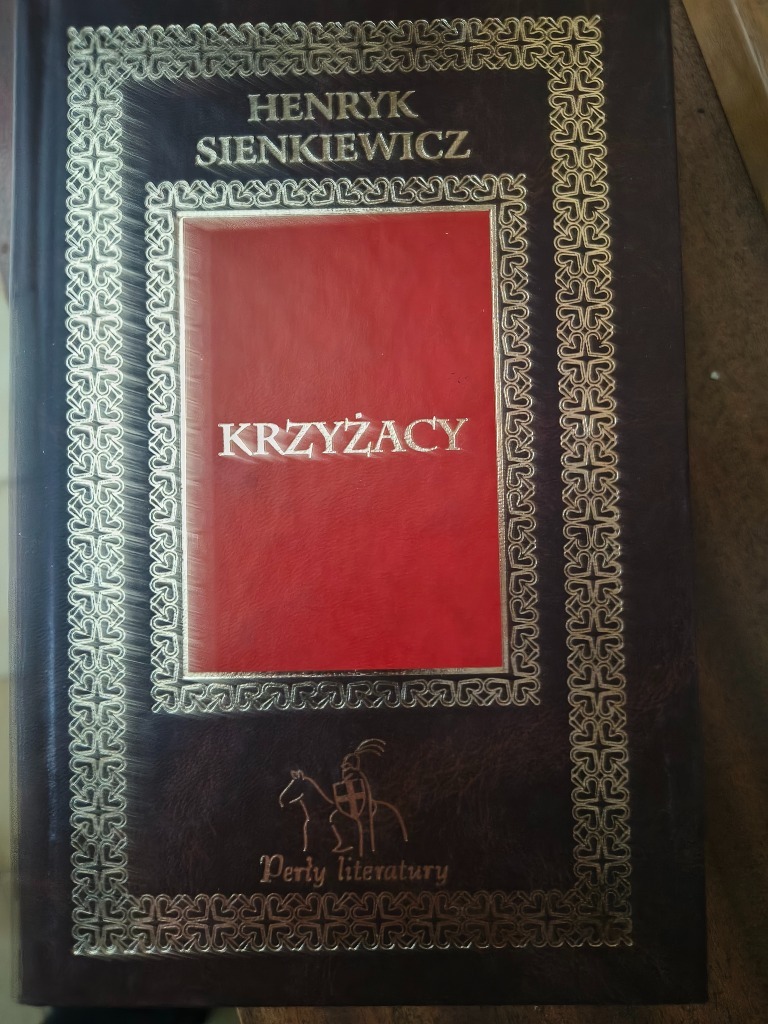 HENRYK
SIENKIEWICZ
KRZYŻACY
Perły literatury